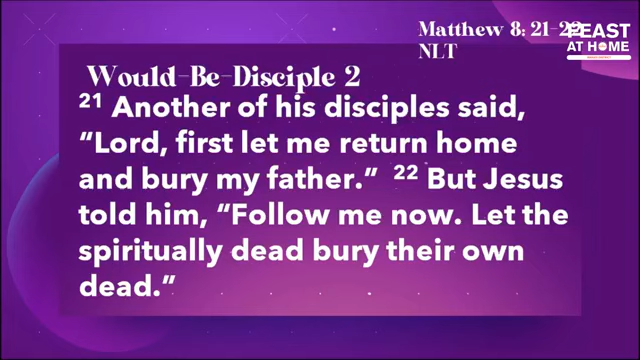 Matthew 8: 21-22
NLT
FEAST
AT HOME
Would-Be-Disciple 2
21 Another of his disciples said,
“Lord, first let me return home
and bury my father.” 22 But Jesus
told him, “Follow me now. Let the
spiritually dead bury their own
dead.”